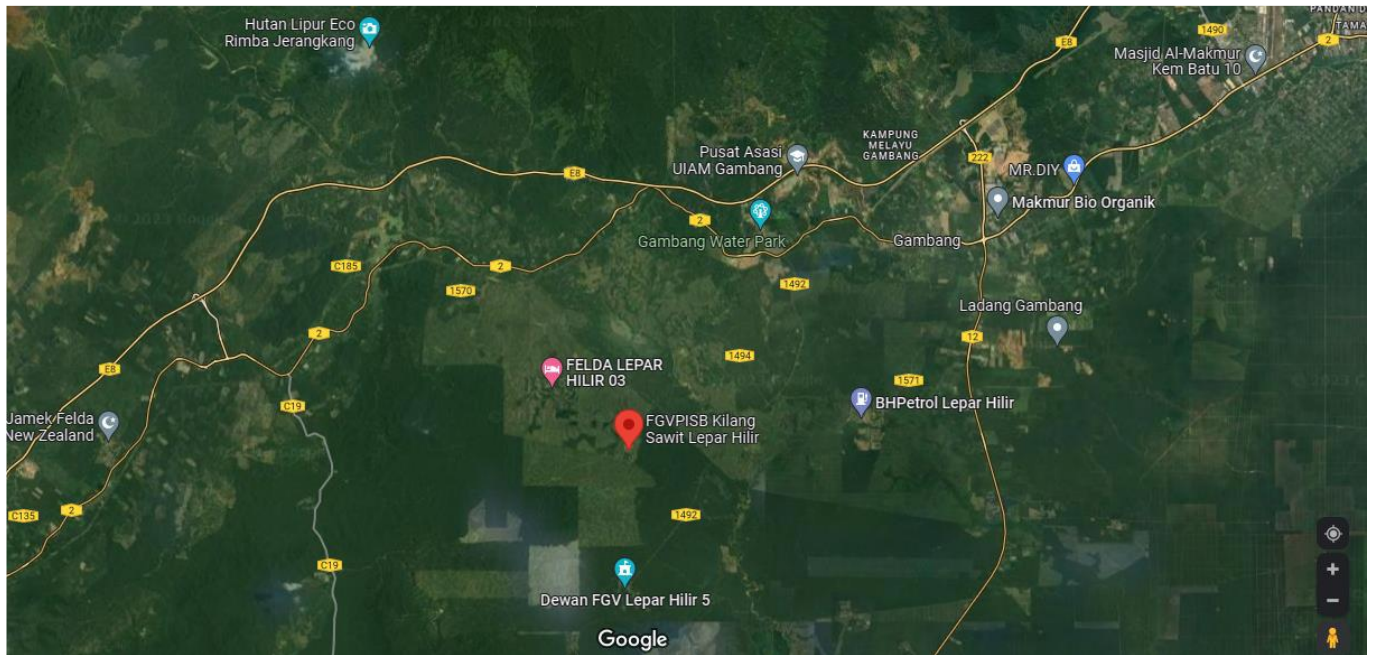 PANDAN D
TAMA
Hutan Lipur Eco
Rimba Jerangkang
E8
1490
2
Masjid Al-Makmur
Kem Batu 10
KAMPUNG
MELAYU
GAMBANG
Pusat Asasi
UIAM Gambang
222
MR.DIY
E8
Makmur Bio Organik
2
Gambang Water Park
Gambang
C185
2
1570
1492
Ladang Gambang
2
12
1494
E8
FELDA LEPAR
HILIR 03
1571
BHPetrol Lepar Hilir
C19
Jamek Felda
New Zealand
FGVPISB Kilang
Sawit Lepar Hilir
2
C135
1492
C19
Dewan FGV Lepar Hilir 5
Google